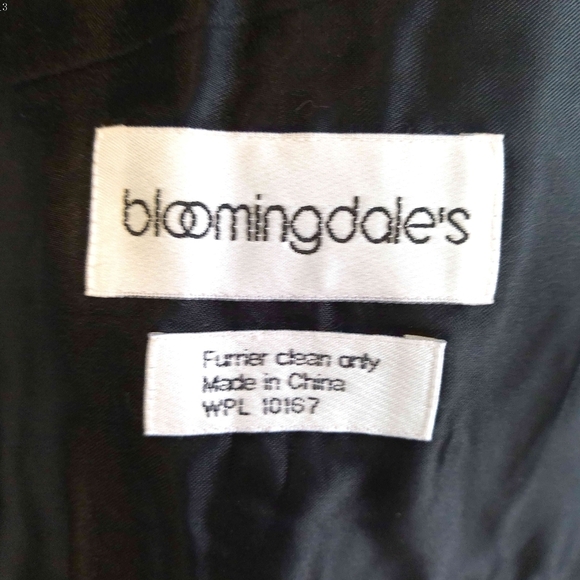 bloomingdale's
Furrier clean only
Made in China
WPL 10167